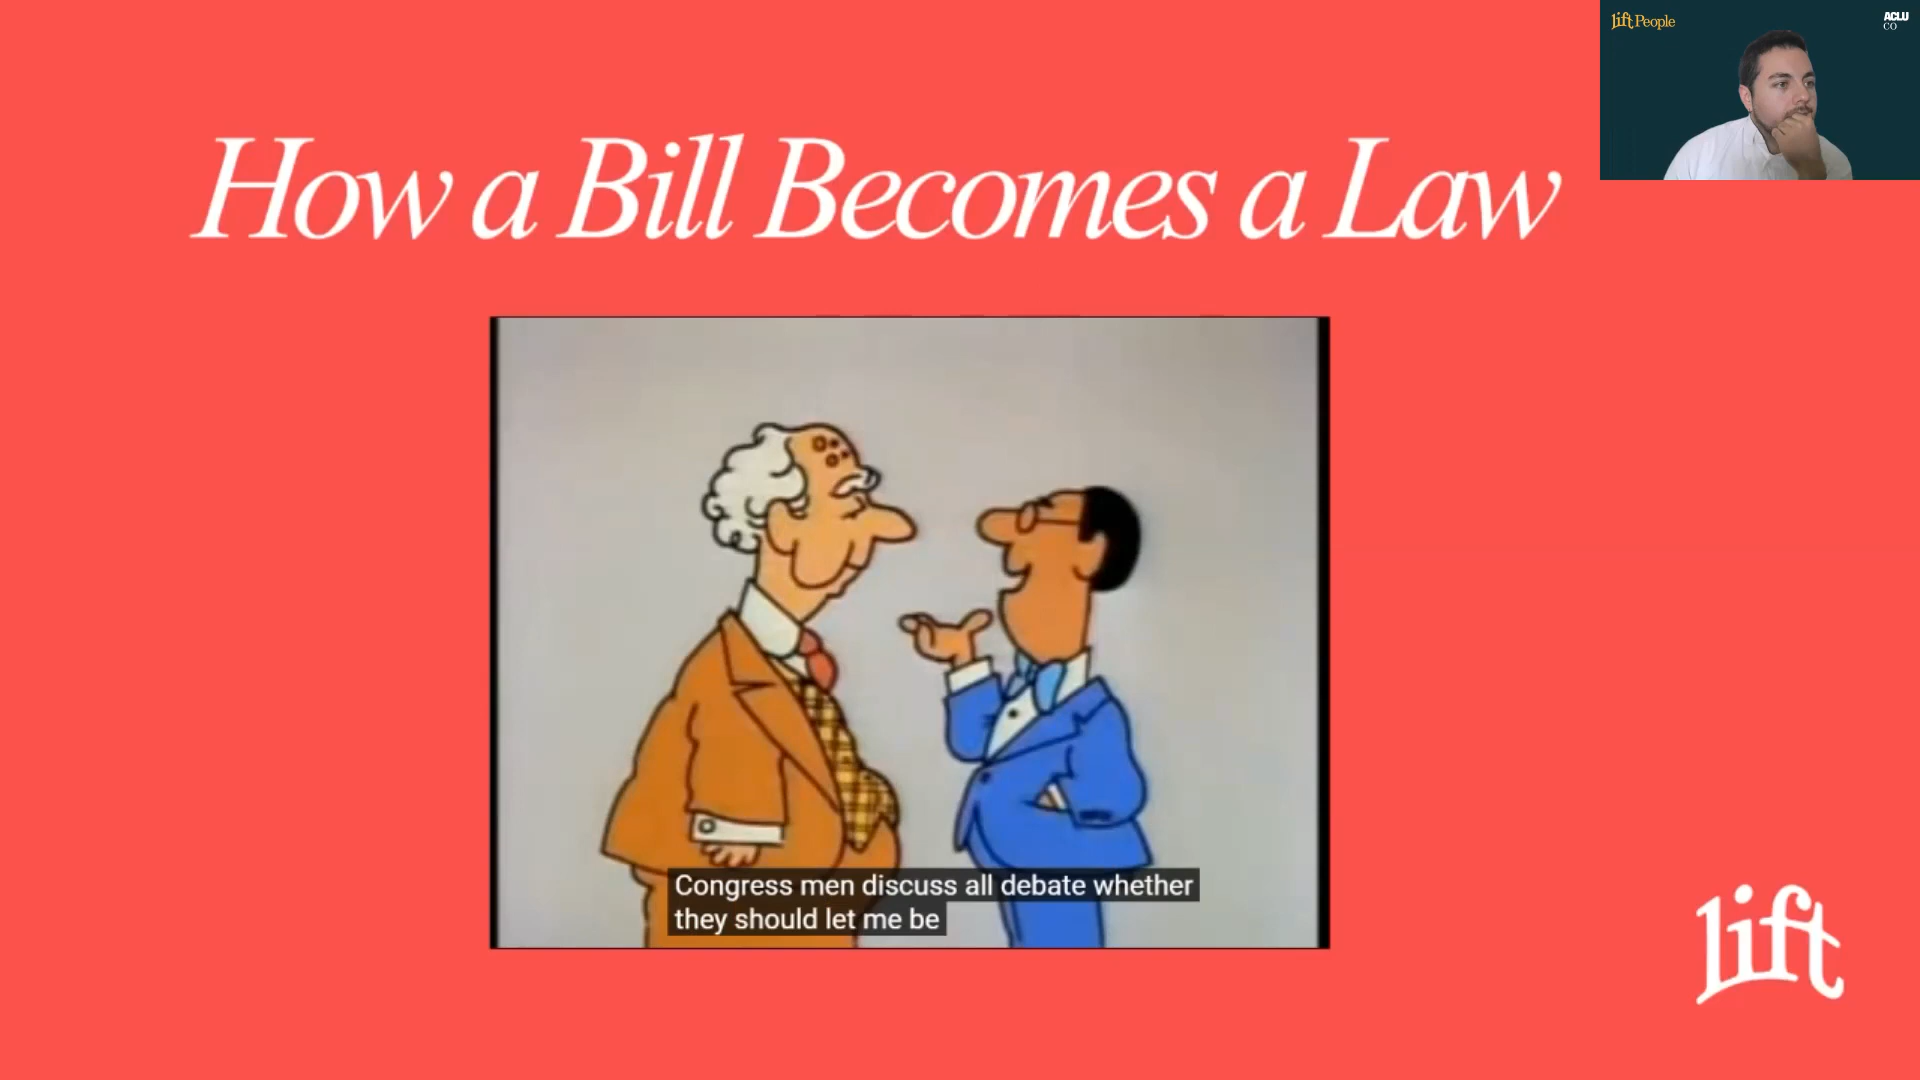 lift People
ACLU
CO
How a Bill Becomes a Law
Congress men discuss all debate whether
they should let me be
lift